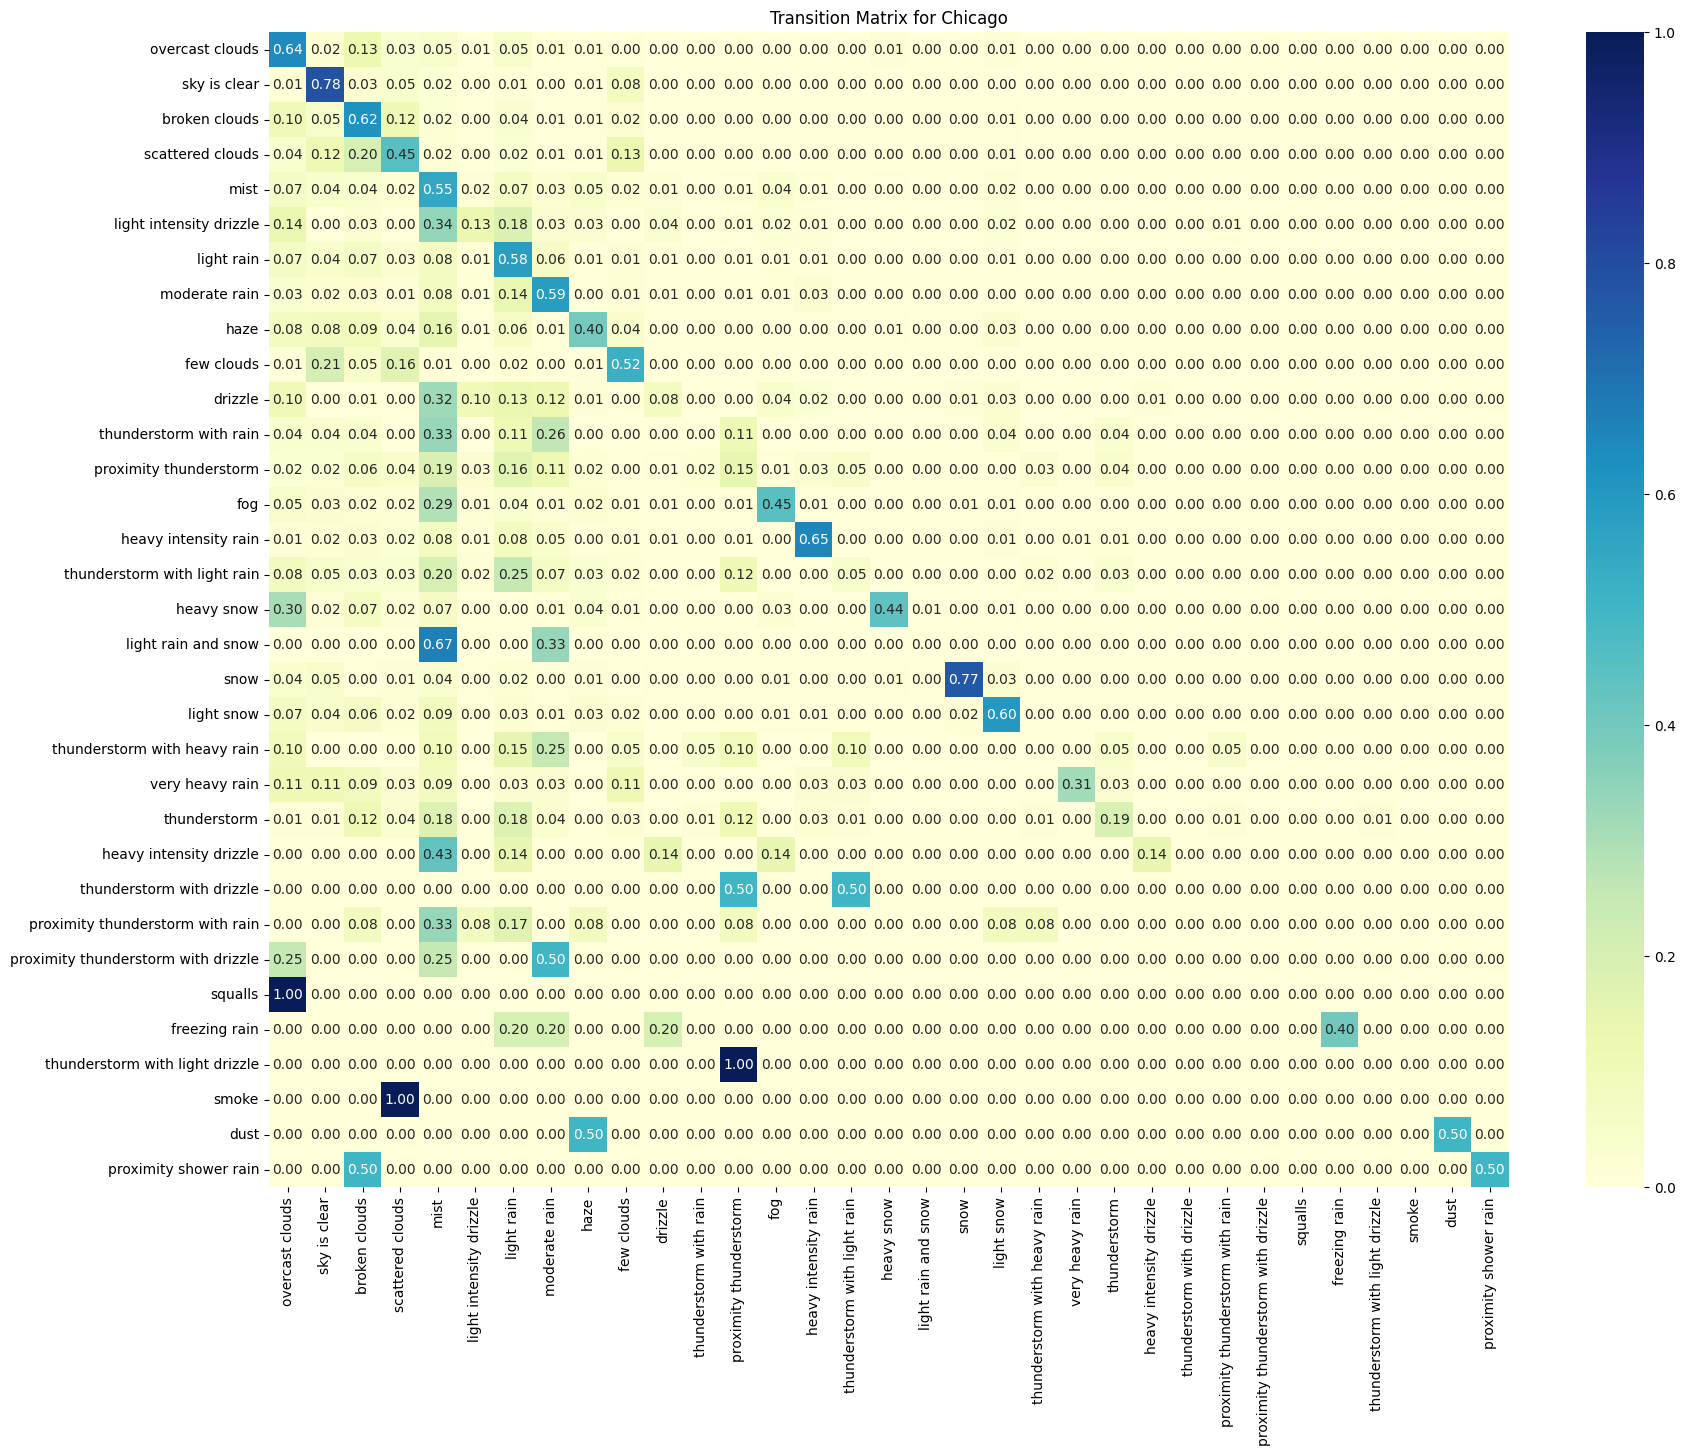 Transition Matrix for Chicago
overcast clouds 0.64 0.02 0.13 0.03 0.05 0.01 0.05 0.01 0.01 0.00 0.00 0.00 0.00 0.00 0.00 0.00 0.01 0.00 0.00 0.01 0.00 0.00 0.00 0.00 0.00 0.00 0.00 0.00 0.00 0.00 0.00 0.00 0.00
sky is clear 0.01 0.78 0.03 0.05 0.02 0.00 0.01 0.00 0.01 0.08 0.00 0.00 0.00 0.00 0.00 0.00 0.00 0.00 0.00 0.00 0.00 0.00 0.00 0.00 0.00 0.00 0.00 0.00 0.00 0.00 0.00 0.00 0.00
broken clouds 0.10 0.05 0.62 0.12 0.02 0.00 0.04 0.01 0.01 0.02 0.00 0.00 0.00 0.00 0.00 0.00 0.00 0.00 0.00 0.01 0.00 0.00 0.00 0.00 0.00 0.00 0.00 0.00 0.00 0.00 0.00 0.00 0.00
scattered clouds 0.04 0.12 0.20 0.45 0.02 0.00 0.02 0.01 0.01 0.13 0.00 0.00 0.00 0.00 0.00 0.00 0.00 0.00 0.00 0.01 0.00 0.00 0.00 0.00 0.00 0.00 0.00 0.00 0.00 0.00 0.00 0.00 0.00
mist 0.07 0.04 0.04 0.02 0.55 0.02 0.07 0.03 0.05 0.02 0.01 0.00 0.01 0.04 0.01 0.00 0.00 0.00 0.00 0.02 0.00 0.00 0.00 0.00 0.00 0.00 0.00 0.00 0.00 0.00 0.00 0.00 0.00
light intensity drizzle 0.14 0.00 0.03 0.00 0.34 0.13 0.18 0.03 0.03 0.00 0.04 0.00 0.01 0.02 0.01 0.00 0.00 0.00 0.00 0.02 0.00 0.00 0.00 0.00 0.00 0.01 0.00 0.00 0.00 0.00 0.00 0.00 0.00
light rain 0.07 0.04 0.07 0.03 0.08 0.01 0.58 0.06 0.01 0.01 0.01 0.00 0.01 0.01 0.01 0.00 0.00 0.00 0.00 0.01 0.00 0.00 0.00 0.00 0.00 0.00 0.00 0.00 0.00 0.00 0.00 0.00 0.00
moderate rain 0.03 0.02 0.03 0.01 0.08 0.01 0.14 0.59 0.00 0.01 0.01 0.00 0.01 0.01 0.03 0.00 0.00 0.00 0.00 0.00 0.00 0.00 0.00 0.00 0.00 0.00 0.00 0.00 0.00 0.00 0.00 0.00 0.00
haze 0.08 0.08 0.09 0.04 0.16 0.01 0.06 0.01 0.40 0.04 0.00 0.00 0.00 0.00 0.00 0.00 0.01 0.00 0.00 0.03 0.00 0.00 0.00 0.00 0.00 0.00 0.00 0.00 0.00 0.00 0.00 0.00 0.00
few clouds 0.01 0.21 0.05 0.16 0.01 0.00 0.02 0.00 0.01 0.52 0.00 0.00 0.00 0.00 0.00 0.00 0.00 0.00 0.00 0.00 0.00 0.00 0.00 0.00 0.00 0.00 0.00 0.00 0.00 0.00 0.00 0.00 0.00
drizzle 0.10 0.00 0.01 0.00 0.32 0.10 0.13 0.12 0.01 0.00 0.08 0.00 0.00 0.04 0.02 0.00 0.00 0.00 0.01 0.03 0.00 0.00 0.00 0.01 0.00 0.00 0.00 0.00 0.00 0.00 0.00 0.00 0.00
thunderstorm with rain 0.04 0.04 0.04 0.00 0.33 0.00 0.11 0.26 0.00 0.00 0.00 0.00 0.11 0.00 0.00 0.00 0.00 0.00 0.00 0.04 0.00 0.00 0.04 0.00 0.00 0.00 0.00 0.00 0.00 0.00 0.00 0.00 0.00
proximity thunderstorm 0.02 0.02 0.06 0.04 0.19 0.03 0.16 0.11 0.02 0.00 0.01 0.02 0.15 0.01 0.03 0.05 0.00 0.00 0.00 0.00 0.03 0.00 0.04 0.00 0.00 0.00 0.00 0.00 0.00 0.00 0.00 0.00 0.00
fog 0.05 0.03 0.02 0.02 0.29 0.01 0.04 0.01 0.02 0.01 0.01 0.00 0.01 0.45 0.01 0.00 0.00 0.00 0.01 0.01 0.00 0.00 0.00 0.00 0.00 0.00 0.00 0.00 0.00 0.00 0.00 0.00 0.00
heavy intensity rain 0.01 0.02 0.03 0.02 0.08 0.01 0.08 0.05 0.00 0.01 0.01 0.00 0.01 0.00 0.65 0.00 0.00 0.00 0.00 0.01 0.00 0.01 0.01 0.00 0.00 0.00 0.00 0.00 0.00 0.00 0.00 0.00 0.00
thunderstorm with light rain 0.08 0.05 0.03 0.03 0.20 0.02 0.25 0.07 0.03 0.02 0.00 0.00 0.12 0.00 0.00 0.05 0.00 0.00 0.00 0.00 0.02 0.00 0.03 0.00 0.00 0.00 0.00 0.00 0.00 0.00 0.00 0.00 0.00
heavy snow 0.30 0.02 0.07 0.02 0.07 0.00 0.00 0.01 0.04 0.01 0.00 0.00 0.00 0.03 0.00 0.00 0.44 0.01 0.00 0.01 0.00 0.00 0.00 0.00 0.00 0.00 0.00 0.00 0.00 0.00 0.00 0.00 0.00
light rain and snow 0.00 0.00 0.00 0.00 0.67 0.00 0.00 0.33 0.00 0.00 0.00 0.00 0.00 0.00 0.00 0.00 0.00 0.00 0.00 0.00 0.00 0.00 0.00 0.00 0.00 0.00 0.00 0.00 0.00 0.00 0.00 0.00 0.00
snow 0.04 0.05 0.00 0.01 0.04 0.00 0.02 0.00 0.01 0.00 0.00 0.00 0.00 0.01 0.00 0.00 0.01 0.00 0.77 0.03 0.00 0.00 0.00 0.00 0.00 0.00 0.00 0.00 0.00 0.00 0.00 0.00 0.00
light snow 0.07 0.04 0.06 0.02 0.09 0.00 0.03 0.01 0.03 0.02 0.00 0.00 0.00 0.01 0.01 0.00 0.00 0.00 0.02 0.60 0.00 0.00 0.00 0.00 0.00 0.00 0.00 0.00 0.00 0.00 0.00 0.00 0.00
thunderstorm with heavy rain 0.10 0.00 0.00 0.00 0.10 0.00 0.15 0.25 0.00 0.05 0.00 0.05 0.10 0.00 0.00 0.10 0.00 0.00 0.00 0.00 0.00 0.00 0.05 0.00 0.00 0.05 0.00 0.00 0.00 0.00 0.00 0.00 0.00
very heavy rain 0.11 0.11 0.09 0.03 0.09 0.00 0.03 0.03 0.00 0.11 0.00 0.00 0.00 0.00 0.03 0.03 0.00 0.00 0.00 0.00 0.00 0.31 0.03 0.00 0.00 0.00 0.00 0.00 0.00 0.00 0.00 0.00 0.00
thunderstorm 0.01 0.01 0.12 0.04 0.18 0.00 0.18 0.04 0.00 0.03 0.00 0.01 0.12 0.00 0.03 0.01 0.00 0.00 0.00 0.00 0.01 0.00 0.19 0.00 0.00 0.01 0.00 0.00 0.00 0.01 0.00 0.00 0.00
heavy intensity drizzle 0.00 0.00 0.00 0.00 0.43 0.00 0.14 0.00 0.00 0.00 0.14 0.00 0.00 0.14 0.00 0.00 0.00 0.00 0.00 0.00 0.00 0.00 0.00 0.14 0.00 0.00 0.00 0.00 0.00 0.00 0.00 0.00 0.00
thunderstorm with drizzle 0.00 0.00 0.00 0.00 0.00 0.00 0.00 0.00 0.00 0.00 0.00 0.00 0.50 0.00 0.00 0.50 0.00 0.00 0.00 0.00 0.00 0.00 0.00 0.00 0.00 0.00 0.00 0.00 0.00 0.00 0.00 0.00 0.00
proximity thunderstorm with rain 0.00 0.00 0.08 0.00 0.33 0.08 0.17 0.00 0.08 0.00 0.00 0.00 0.08 0.00 0.00 0.00 0.00 0.00 0.00 0.08 0.08 0.00 0.00 0.00 0.00 0.00 0.00 0.00 0.00 0.00 0.00 0.00 0.00
proximity thunderstorm with drizzle 0.25 0.00 0.00 0.00 0.25 0.00 0.00 0.50 0.00 0.00 0.00 0.00 0.00 0.00 0.00 0.00 0.00 0.00 0.00 0.00 0.00 0.00 0.00 0.00 0.00 0.00 0.00 0.00 0.00 0.00 0.00 0.00 0.00
squalls 1.00 0.00 0.00 0.00 0.00 0.00 0.00 0.00 0.00 0.00 0.00 0.00 0.00 0.00 0.00 0.00 0.00 0.00 0.00 0.00 0.00 0.00 0.00 0.00 0.00 0.00 0.00 0.00 0.00 0.00 0.00 0.00 0.00
freezing rain 0.00 0.00 0.00 0.00 0.00 0.00 0.20 0.20 0.00 0.00 0.20 0.00 0.00 0.00 0.00 0.00 0.00 0.00 0.00 0.00 0.00 0.00 0.00 0.00 0.00 0.00 0.00 0.00 0.40 0.00 0.00 0.00 0.00
thunderstorm with light drizzle 0.00 0.00 0.00 0.00 0.00 0.00 0.00 0.00 0.00 0.00 0.00 0.00 1.00 0.00 0.00 0.00 0.00 0.00 0.00 0.00 0.00 0.00 0.00 0.00 0.00 0.00 0.00 0.00 0.00 0.00 0.00 0.00 0.00
smoke 0.00 0.00 0.00 1.00 0.00 0.00 0.00 0.00 0.00 0.00 0.00 0.00 0.00 0.00 0.00 0.00 0.00 0.00 0.00 0.00 0.00 0.00 0.00 0.00 0.00 0.00 0.00 0.00 0.00 0.00 0.00 0.00 0.00
dust 0.00 0.00 0.00 0.00 0.00 0.00 0.00 0.00 0.50 0.00 0.00 0.00 0.00 0.00 0.00 0.00 0.00 0.00 0.00 0.00 0.00 0.00 0.00 0.00 0.00 0.00 0.00 0.00 0.00 0.00 0.00 0.50 0.00
proximity shower rain 0.00 0.00 0.50 0.00 0.00 0.00 0.00 0.00 0.00 0.00 0.00 0.00 0.00 0.00 0.00 0.00 0.00 0.00 0.00 0.00 0.00 0.00 0.00 0.00 0.00 0.00 0.00 0.00 0.00 0.00 0.00 0.00 0.50
overcast clouds
sky is clear
broken clouds
scattered clouds
mist
light intensity drizzle
light rain
moderate rain
haze
few clouds
drizzle
thunderstorm with rain
proximity thunderstorm
fog
heavy intensity rain
thunderstorm with light rain
heavy snow
light rain and snow
snow
light snow
thunderstorm with heavy rain
very heavy rain
thunderstorm
heavy intensity drizzle
thunderstorm with drizzle
proximity thunderstorm with rain
proximity thunderstorm with drizzle
squalls
freezing rain
thunderstorm with light drizzle
smoke
dust
proximity shower rain
1.0
0.8
0.6
0.4
0.2
0.0